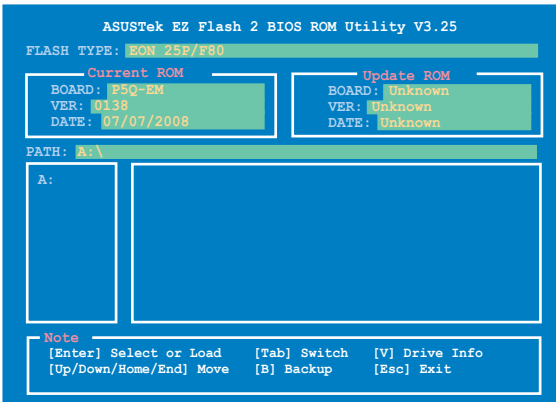 ASUSTek EZ Flash 2 BIOS ROM Utility V3.25
FLASH TYPE: EON 25P/F80
Current ROM
BOARD: P5Q-EM
VER: 0138
DATE: 07/07/2008
Update ROM
BOARD: Unknown
VER: Unknown
DATE: Unknown
PATH: A:\
A:
Note
[Enter] Select or Load [Tab] Switch [V] Drive Info
[Up/Down/Home/End] Move [B] Backup [Esc] Exit